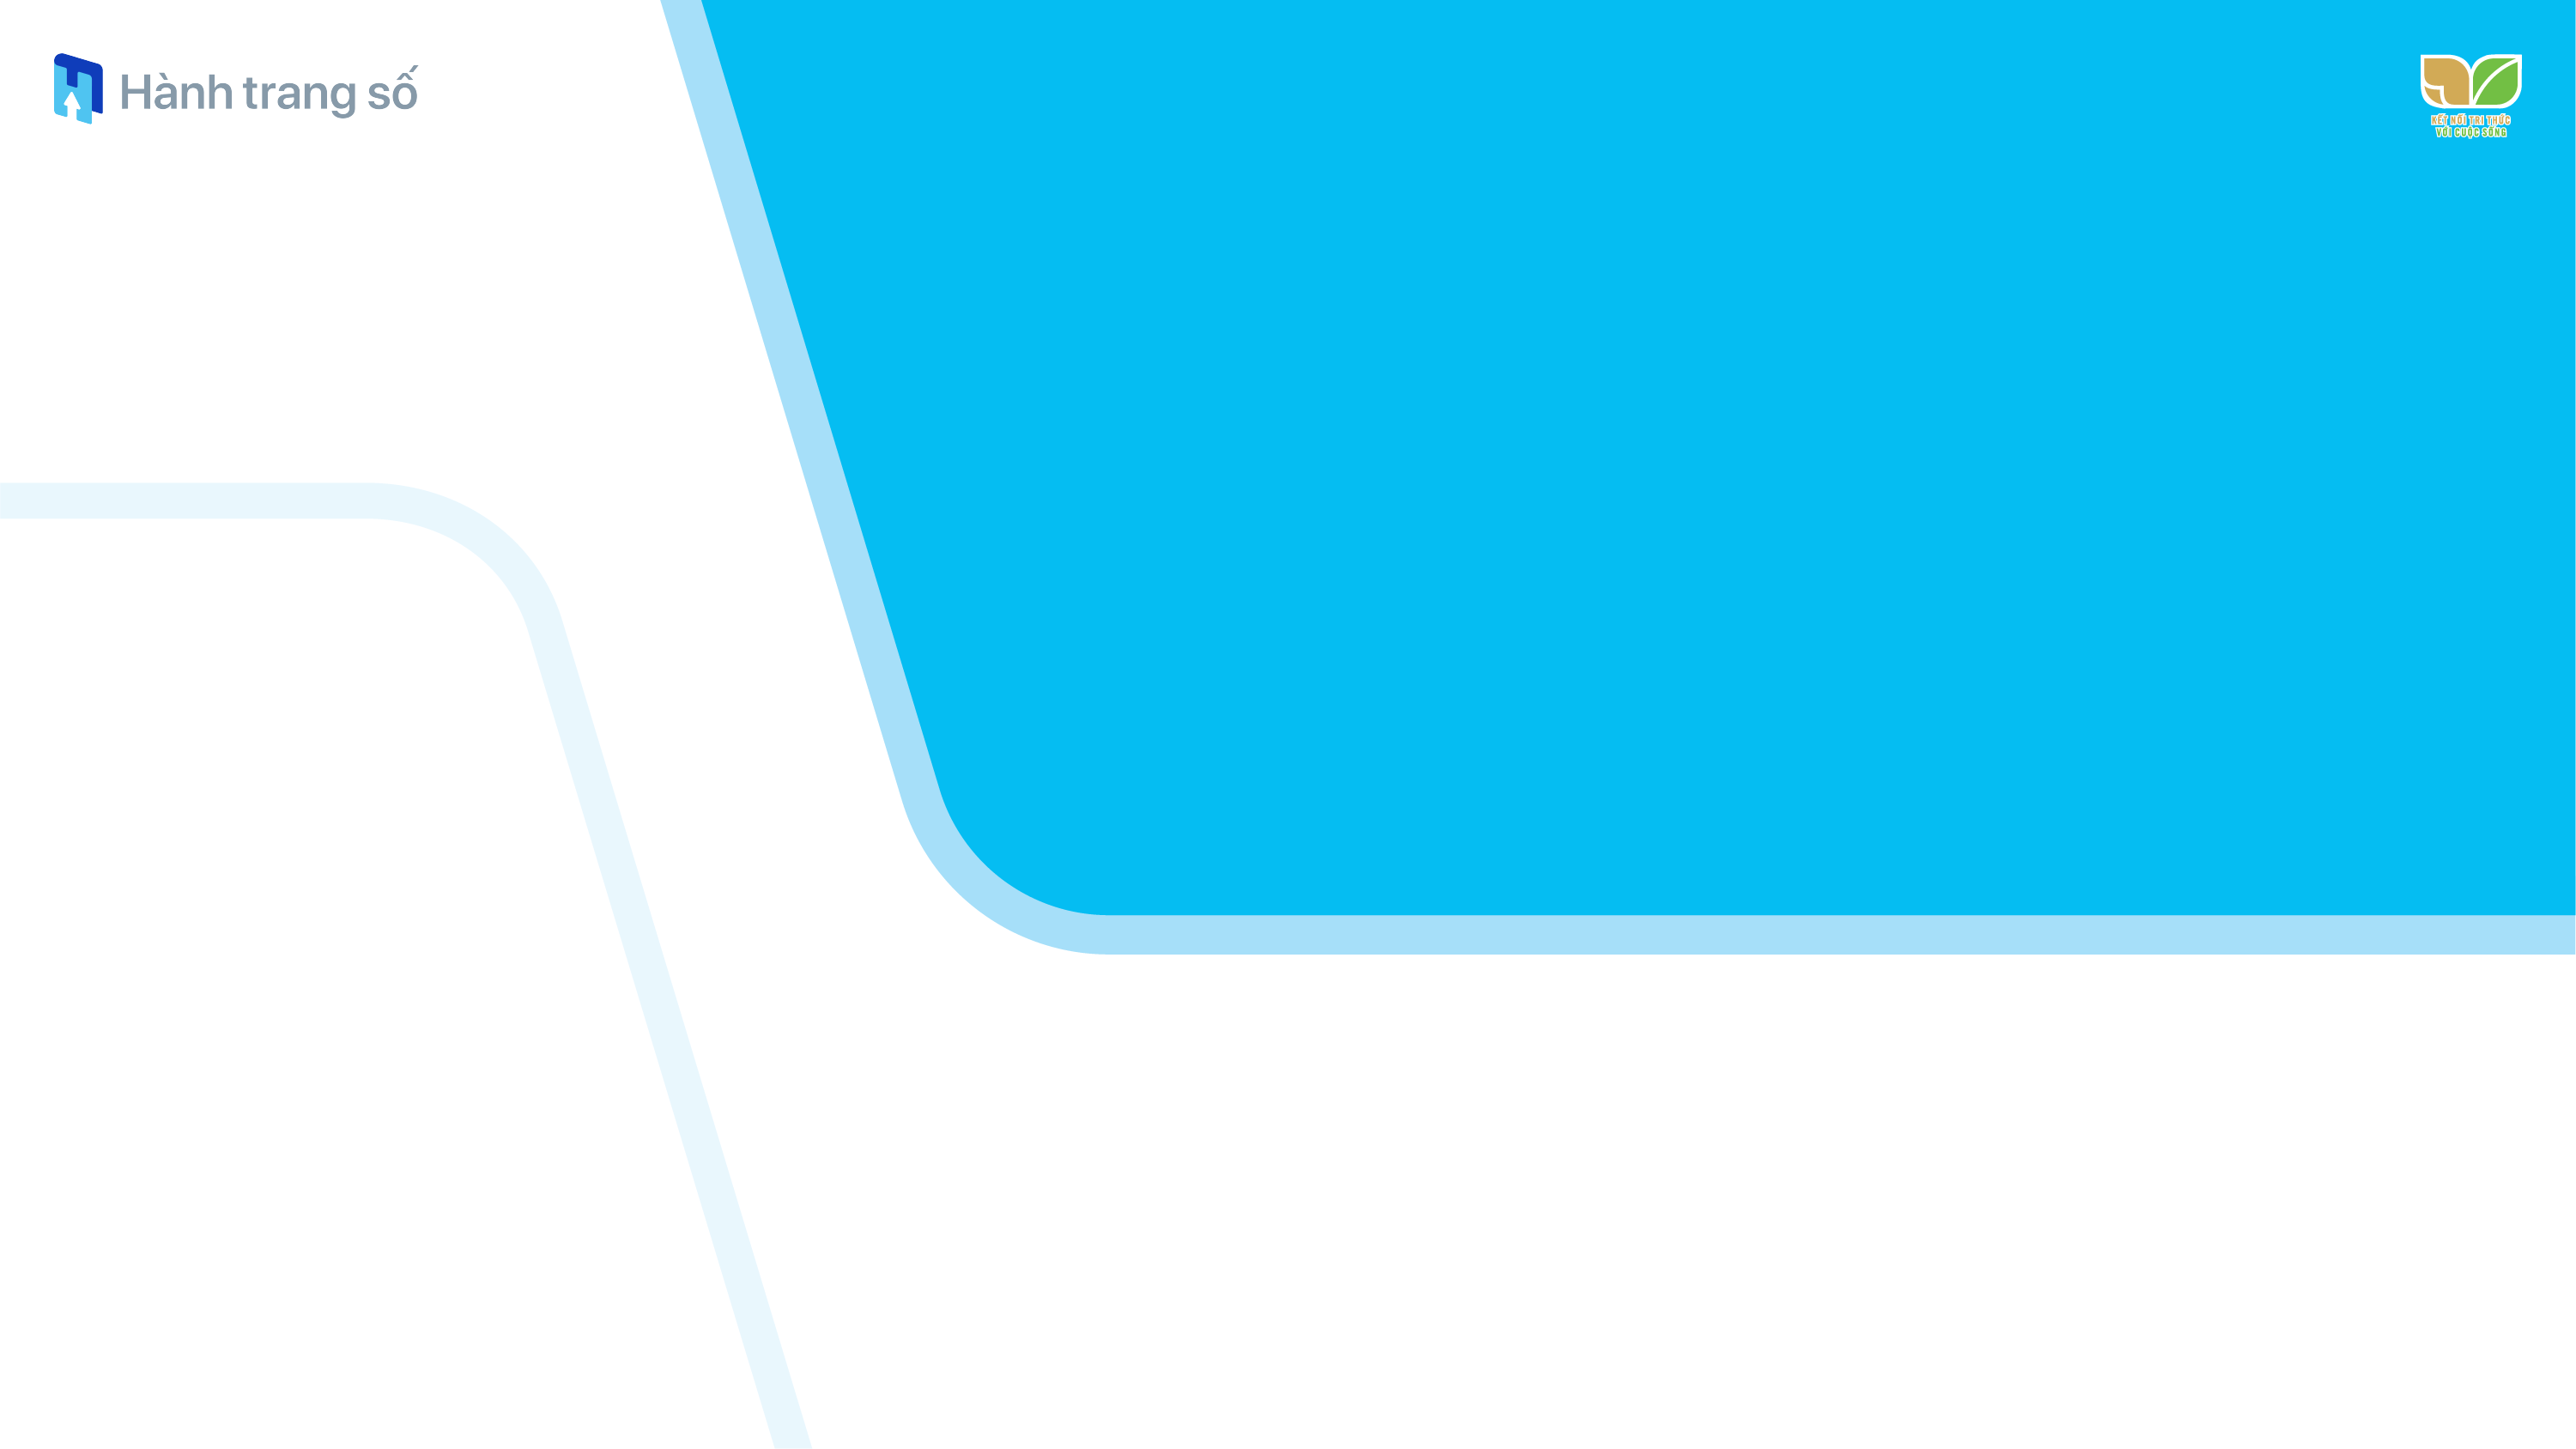 Hành trang số
KẾT NỐI TRI THỨC
VỚI CUỘC SỐNG